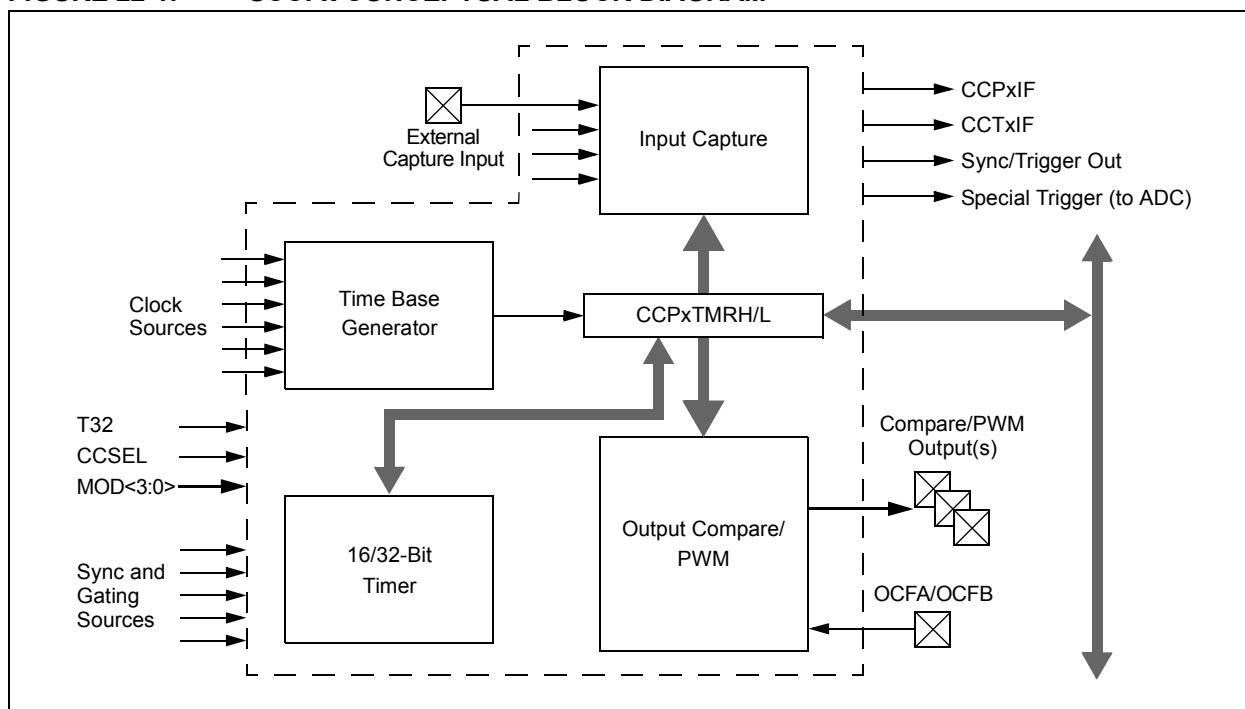 External
Capture Input
Input Capture
CCPxIF
CCTxIF
Sync/Trigger Out
Special Trigger (to ADC)
Clock
Sources
Time Base
Generator
CCPxTMRH/L
T32
CCSEL
MOD<3:0>
Sync and
Gating
Sources
16/32-Bit
Timer
Output Compare/
PWM
Compare/PWM
Output(s)
OCFA/OCFB